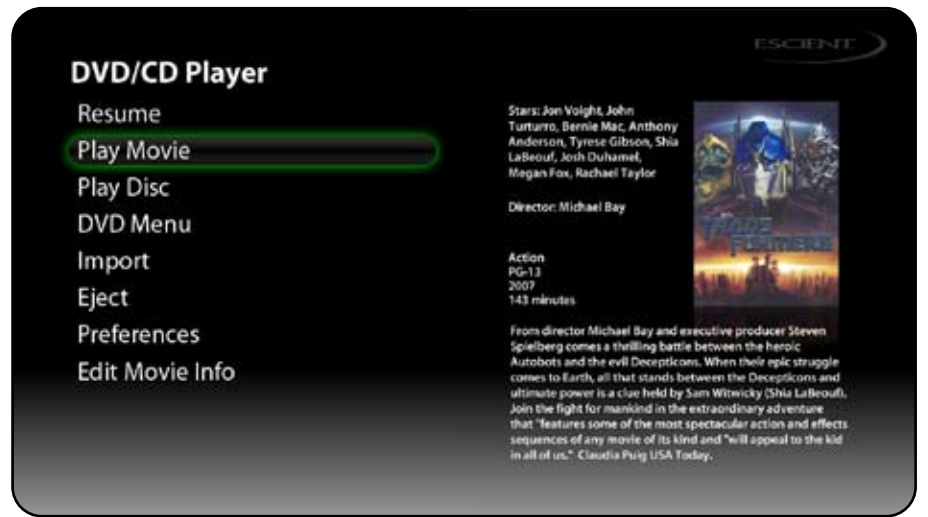 ESCIENT
DVD/CD Player
Resume
Play Movie
Play Disc
DVD Menu
Import
Eject
Preferences
Edit Movie Info
Stars: Jon Voight, John
Turturro, Bernie Mac, Anthony
Anderson, Tyrese Gibson, Shia
LaBeouf, Josh Duhamel,
Megan Fox, Rachael Taylor
Director: Michael Bay
Action
PG-13
2007
143 minutes
TRANS
FORMERS
From director Michael Bay and executive producer Steven
Spielberg comes a thrilling battle between the heroic
Autobots and the evil Decepticons. When their epic struggle
comes to Earth, all that stands between the Decepticons and
ultimate power is a clue held by Sam Witwicky (Shia LaBeouf).
Join the fight for mankind in the extraordinary adventure
that "features some of the most spectacular action and effects
sequences of any movie of its kind and "will appeal to the kid
in all of us." Claudia Puig USA Today.